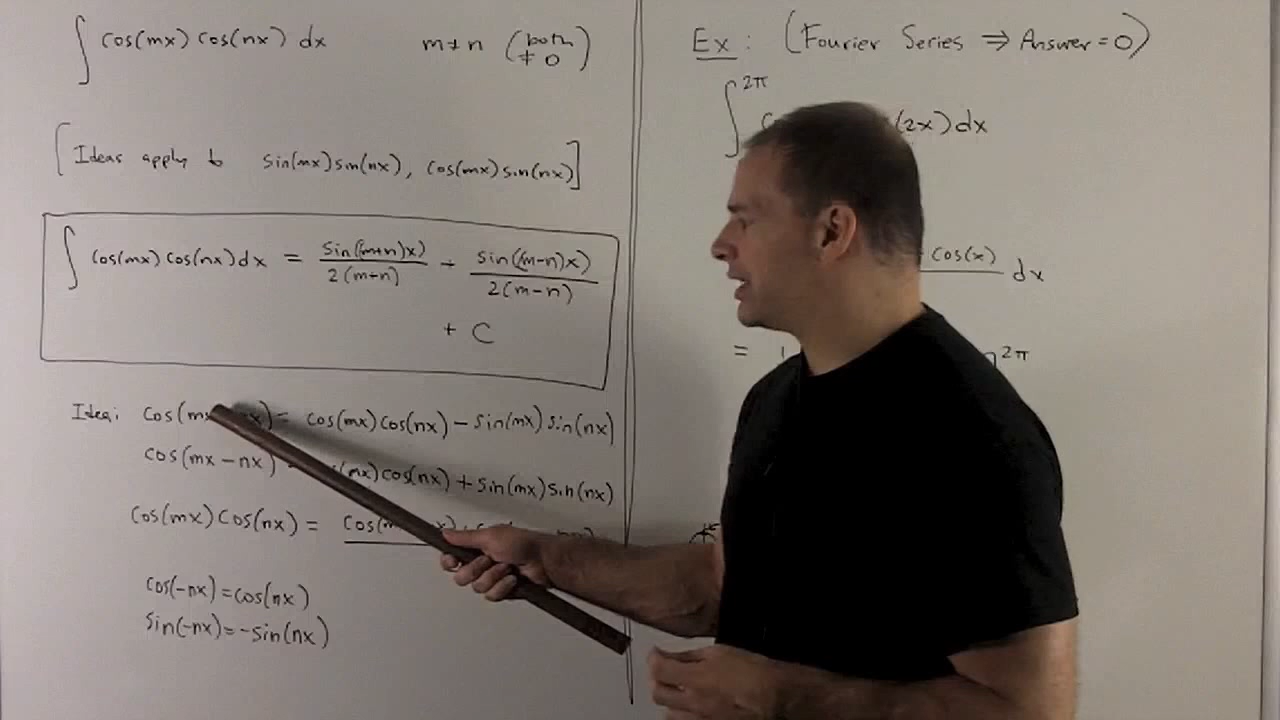 ∫ cos(mx) cos(nx) dx m ≠ n (both ≠ 0)
[Ideas apply to sin(mx)sin(nx), cos(mx)sin(nx)]
∫ cos(mx) cos(nx)dx = sin((m+n)x)/2(m+n) + sin((m-n)x)/2(m-n)
+ C
Idea: cos(mx nx) = cos(mx)cos(nx) - sin(mx)sin(nx)
cos(mx - nx) (mx)cos(nx) + sin(mx)sin(nx)
cos(mx) cos(nx) =
cos(-nx)=cos(nx)
sin(-nx)=-sin(nx)
Ex: (Fourier Series ⇒ Answer = 0)
∫ 2π (2x)dx
cos(x) dx
= 2π